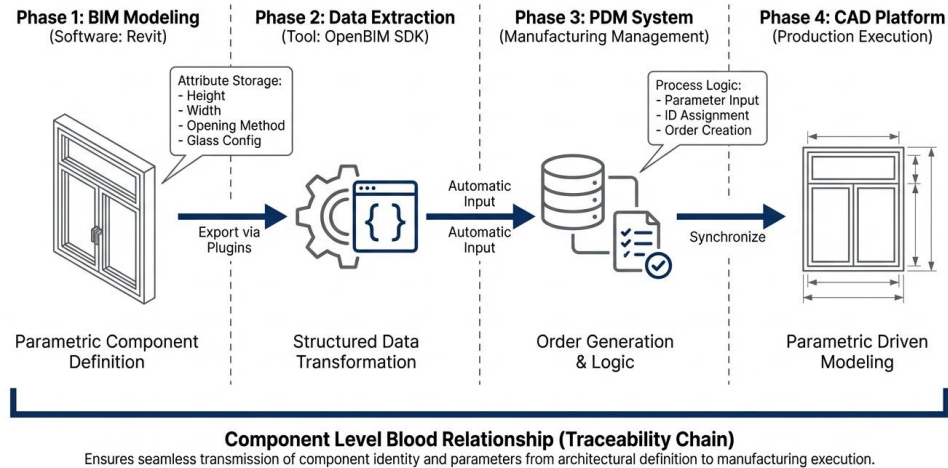 Phase 1: BIM Modeling
(Software: Revit)
Phase 2: Data Extraction
(Tool: OpenBIM SDK)
Phase 3: PDM System
(Manufacturing Management)
Phase 4: CAD Platform
(Production Execution)
Attribute Storage:
- Height
- Width
- Opening Method
- Glass Config
Process Logic:
- Parameter Input
- ID Assignment
- Order Creation
Export via
Plugins
{ }
Automatic
Input
Automatic
Input
Synchronize
Parametric Component
Definition
Structured Data
Transformation
Order Generation
& Logic
Parametric Driven
Modeling
Component Level Blood Relationship (Traceability Chain)
Ensures seamless transmission of component identity and parameters from architectural definition to manufacturing execution.